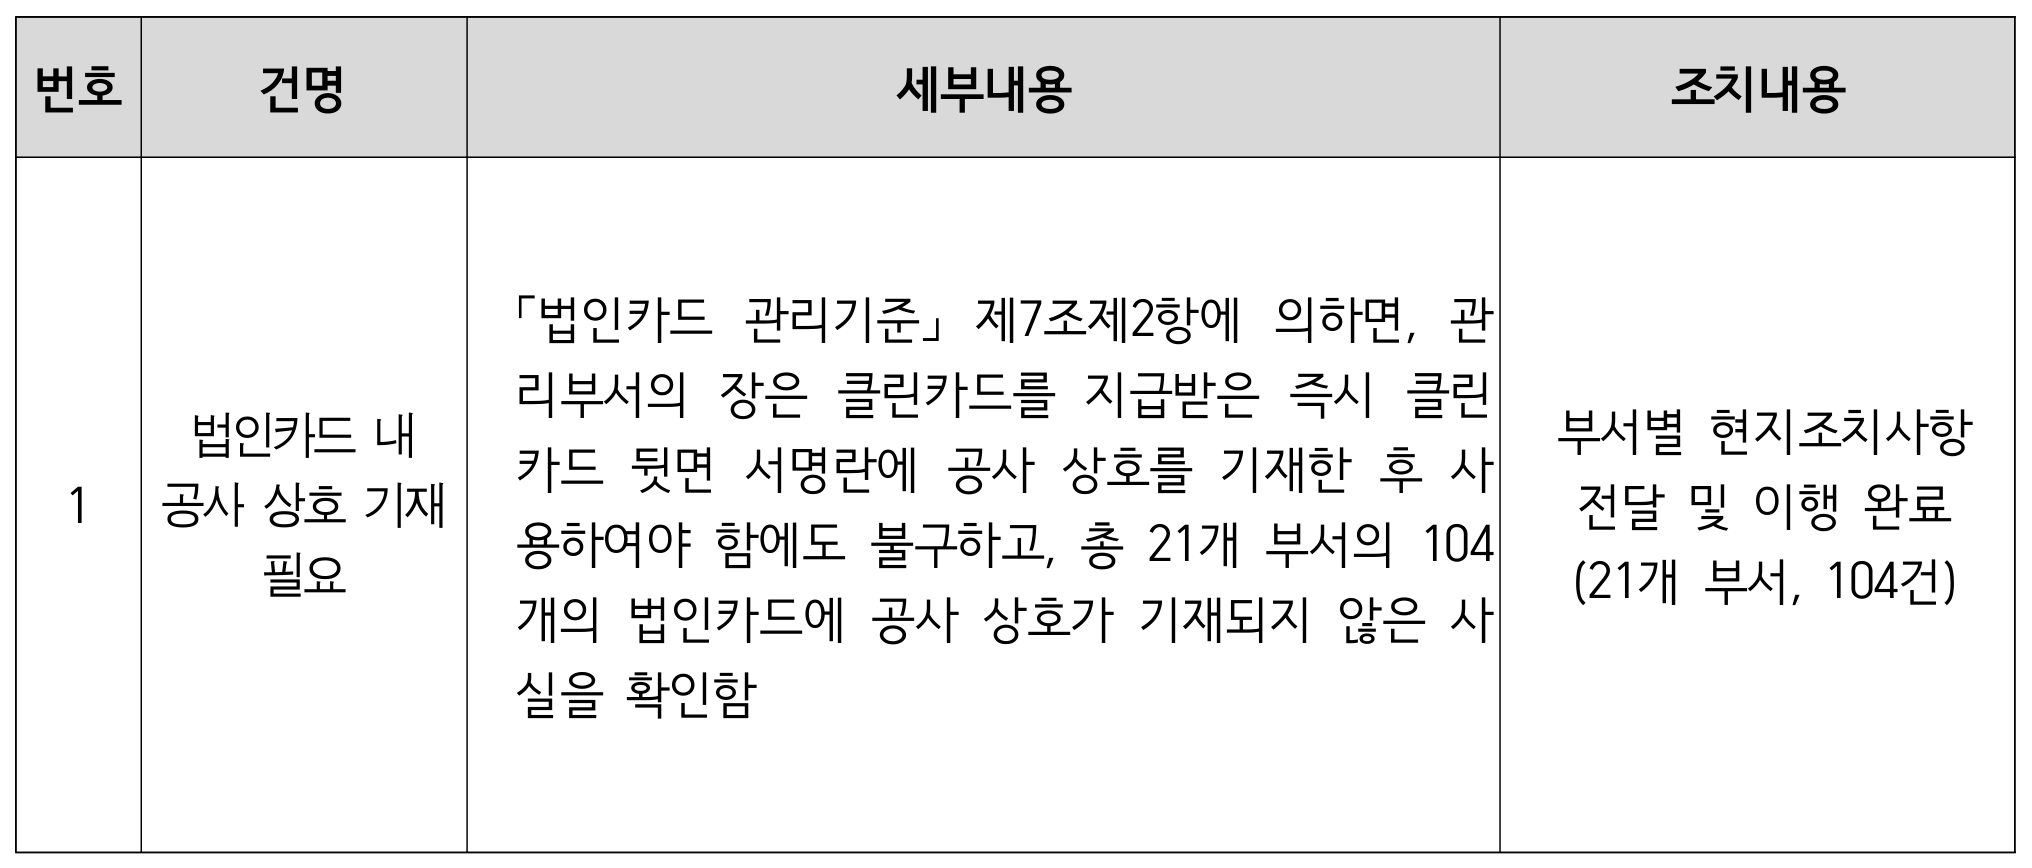 번호
건명
세부내용
조치내용
1
법인카드 내
공사 상호 기재
필요
「법인카드 관리기준」 제7조제2항에 의하면, 관
리부서의 장은 클린카드를 지급받은 즉시 클린
카드 뒷면 서명란에 공사 상호를 기재한 후 사
용하여야 함에도 불구하고, 총 21개 부서의 104
개의 법인카드에 공사 상호가 기재되지 않은 사
실을 확인함
부서별 현지조치사항
전달 및 이행 완료
(21개 부서, 104건)